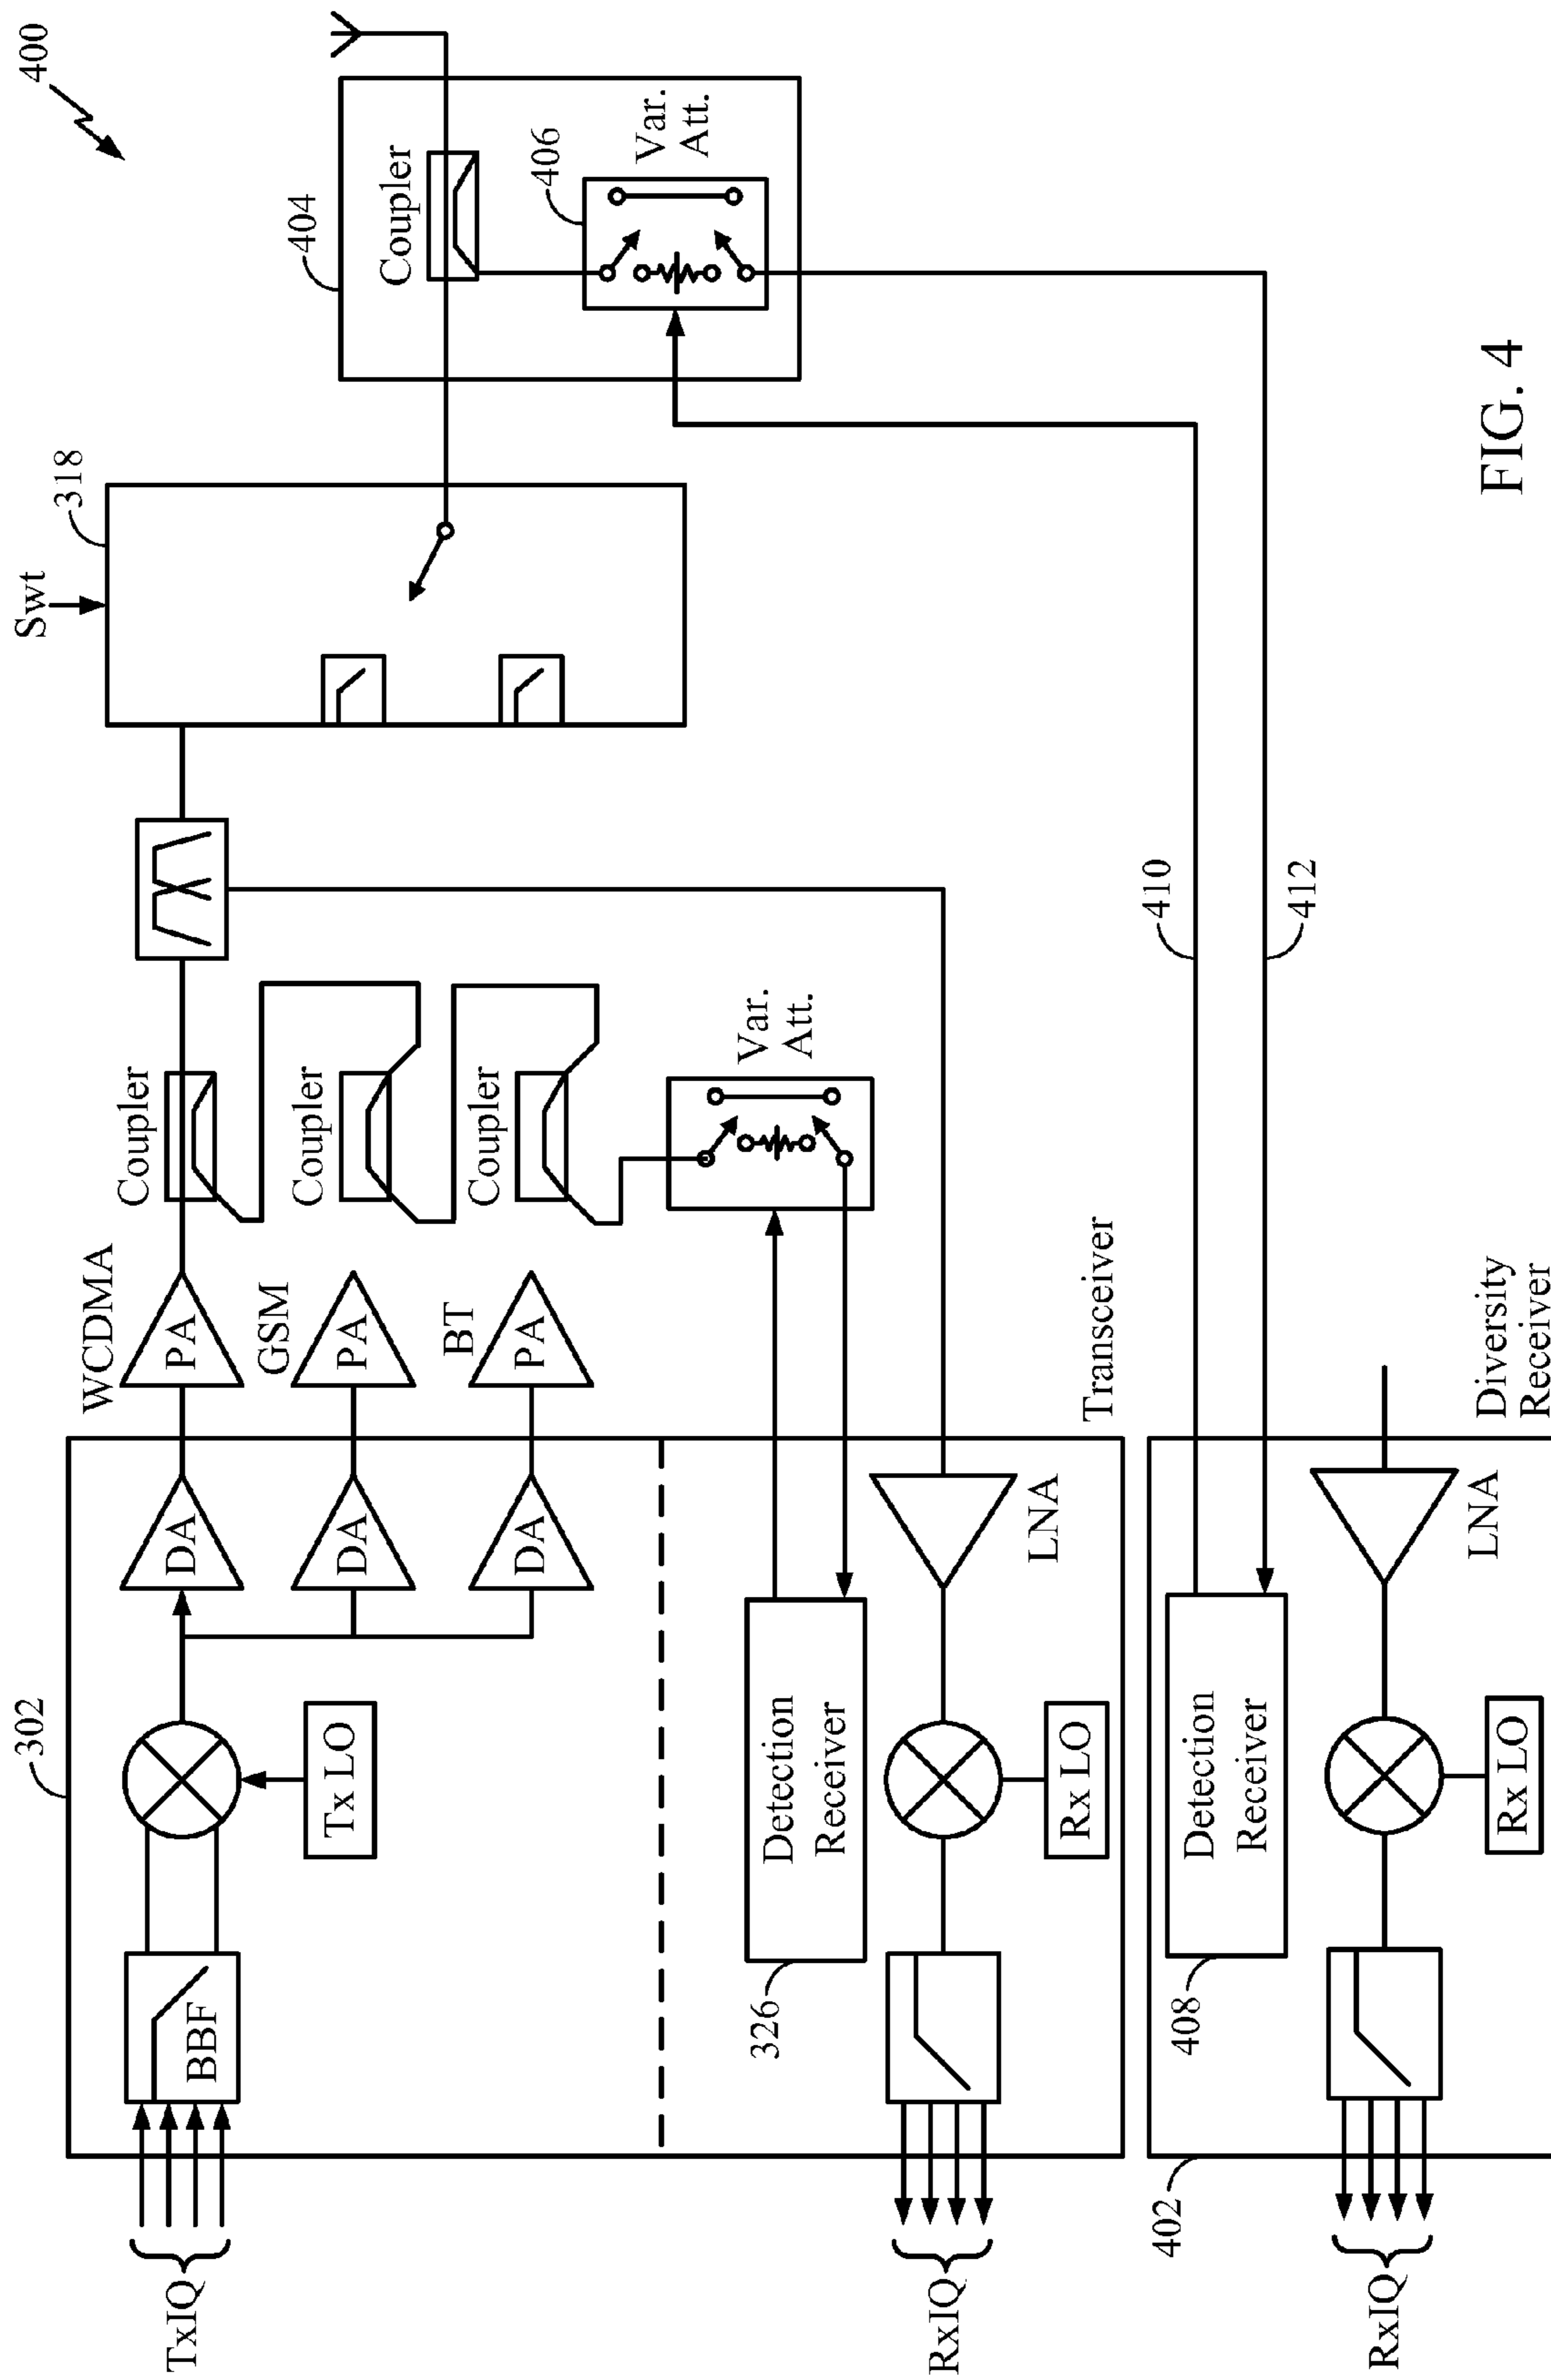 400
Swt
318
404
Coupler
406
Var.
Att.
302
TxIQ
BBF
Tx LO
DA
DA
DA
WCDMA
PA
GSM
PA
BT
PA
Coupler
Coupler
Coupler
Var.
Att.
326
Detection
Receiver
RxIQ
Rx LO
LNA
Transceiver
410
412
402
408
Detection
Receiver
RxIQ
Rx LO
LNA
Diversity
Receiver
FIG. 4